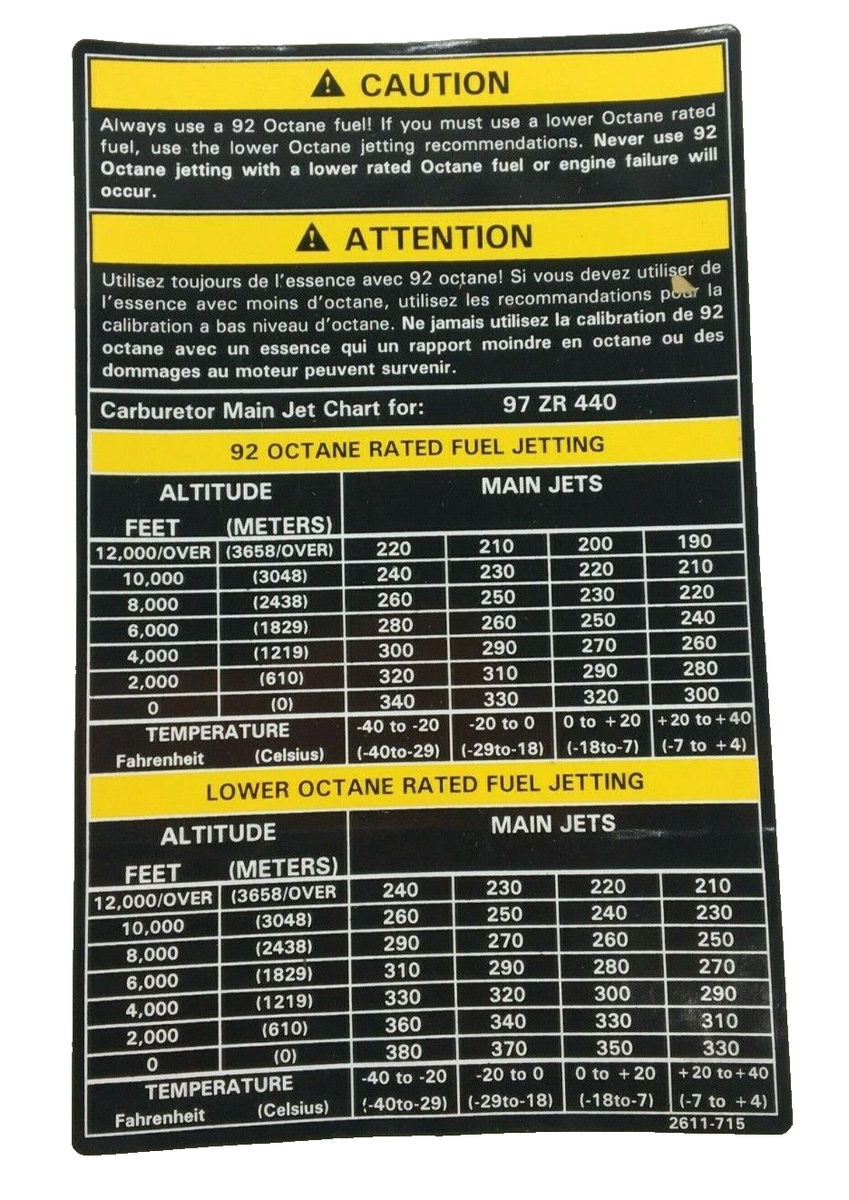 ⚠ CAUTION
Always use a 92 Octane fuel! If you must use a lower Octane rated
fuel, use the lower Octane jetting recommendations. Never use 92
Octane jetting with a lower rated Octane fuel or engine failure will
occur.
⚠ ATTENTION
Utilisez toujours de l'essence avec 92 octane! Si vous devez utiliser de
l'essence avec moins d'octane, utilisez les recommandations pour la
calibration a bas niveau d'octane. Ne jamais utilisez la calibration de 92
octane avec un essence qui un rapport moindre en octane ou des
dommages au moteur peuvent survenir.
Carburetor Main Jet Chart for: 97 ZR 440
92 OCTANE RATED FUEL JETTING
ALTITUDE MAIN JETS
FEET (METERS)
12,000/OVER (3658/OVER) 220 210 200 190
10,000 (3048) 240 230 220 210
8,000 (2438) 260 250 230 220
6,000 (1829) 280 260 250 240
4,000 (1219) 300 290 270 260
2,000 (610) 320 310 290 280
0 (0) 340 330 320 300
TEMPERATURE -40 to -20 -20 to 0 0 to +20 +20 to +40
Fahrenheit (Celsius) (-40to-29) (-29to-18) (-18to-7) (-7 to +4)
LOWER OCTANE RATED FUEL JETTING
ALTITUDE MAIN JETS
FEET (METERS)
12,000/OVER (3658/OVER 240 230 220 210
10,000 (3048) 260 250 240 230
8,000 (2438) 290 270 260 250
6,000 (1829) 310 290 280 270
4,000 (1219) 330 320 300 290
2,000 (610) 360 340 330 310
0 (0) 380 370 350 330
TEMPERATURE -40 to -20 -20 to 0 0 to +20 +20 to +40
Fahrenheit (Celsius) (-40to-29) (-29to-18) (-18to-7) (-7 to +4)
2611-715